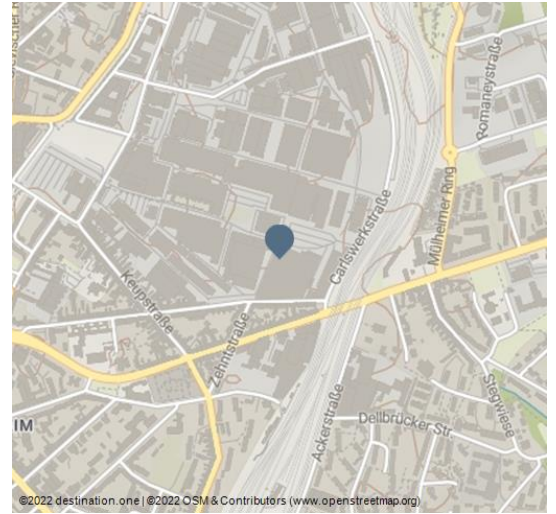 Romaneystraße
Mülheimer Ring
Carlswerkstraße
Keupstraße
Zehntstraße
Stegwiese
Ackerstraße
Dellbrücker Str.
IM
©2022 destination.one | ©2022 OSM & Contributors (www.openstreetmap.org)